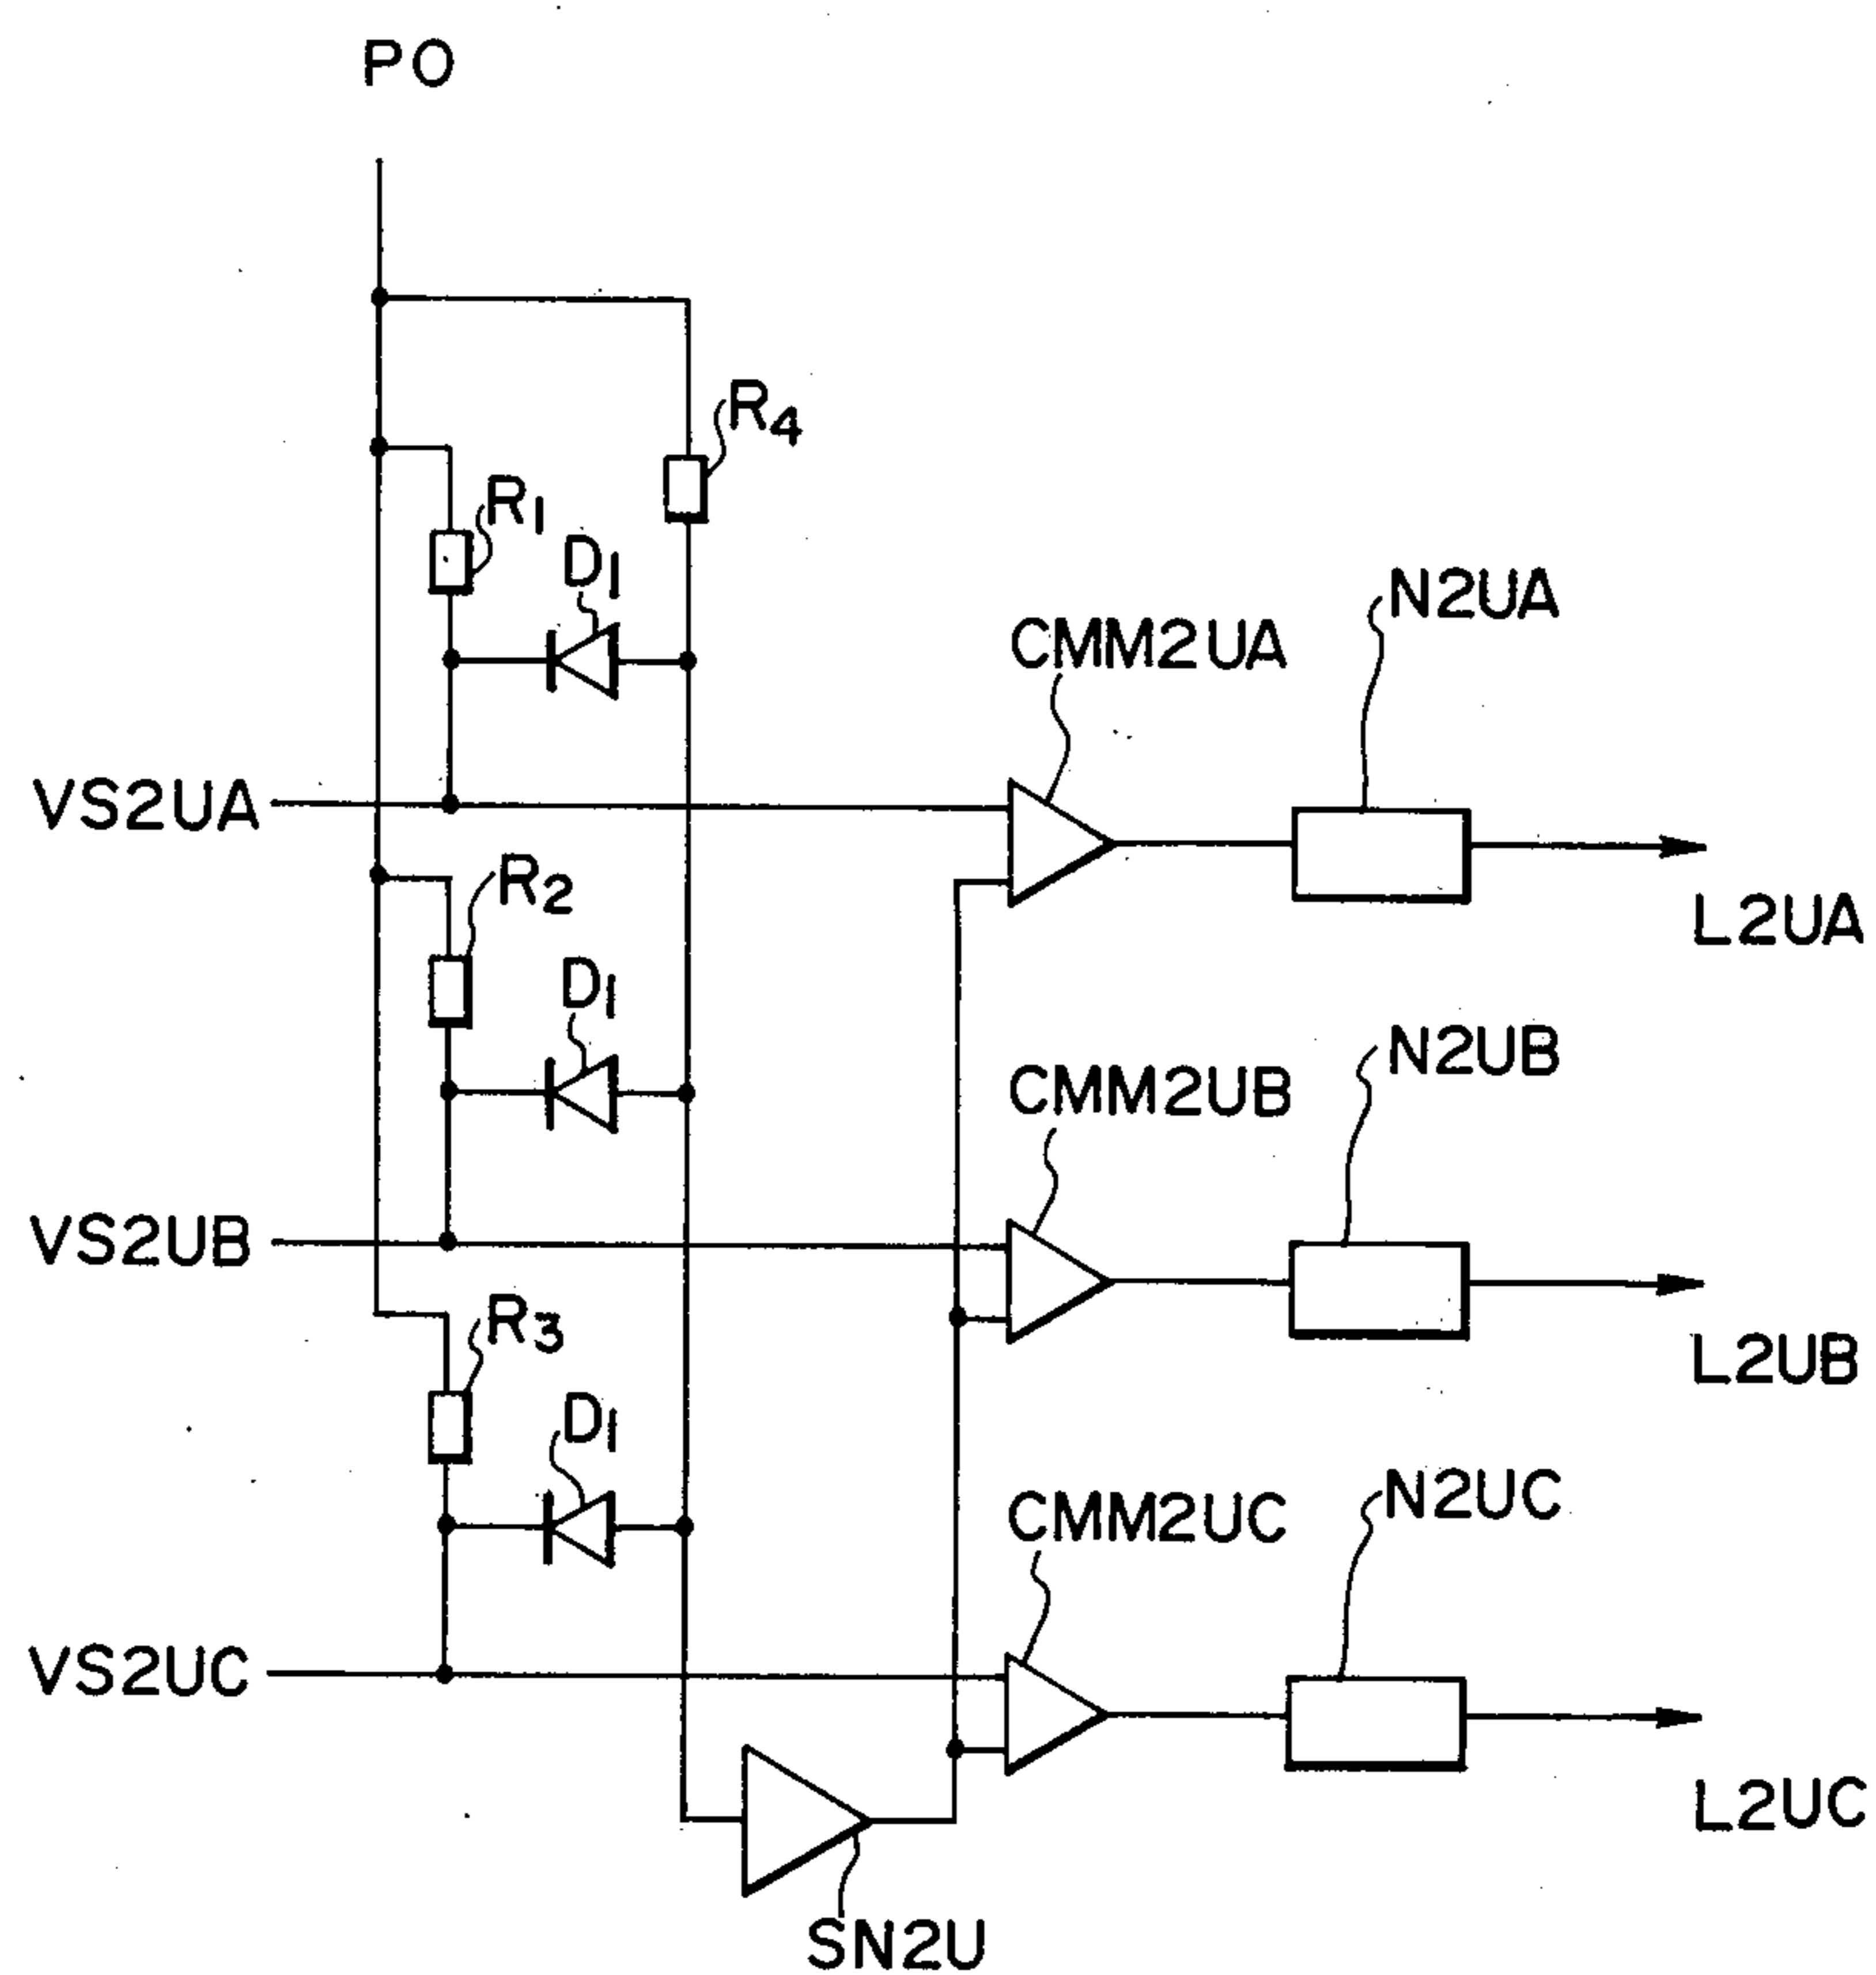 PO
R4
R1
D1
N2UA
CMM2UA
VS2UA
R2
L2UA
D1
N2UB
CMM2UB
VS2UB
R3
L2UB
D1
N2UC
CMM2UC
VS2UC
L2UC
SN2U